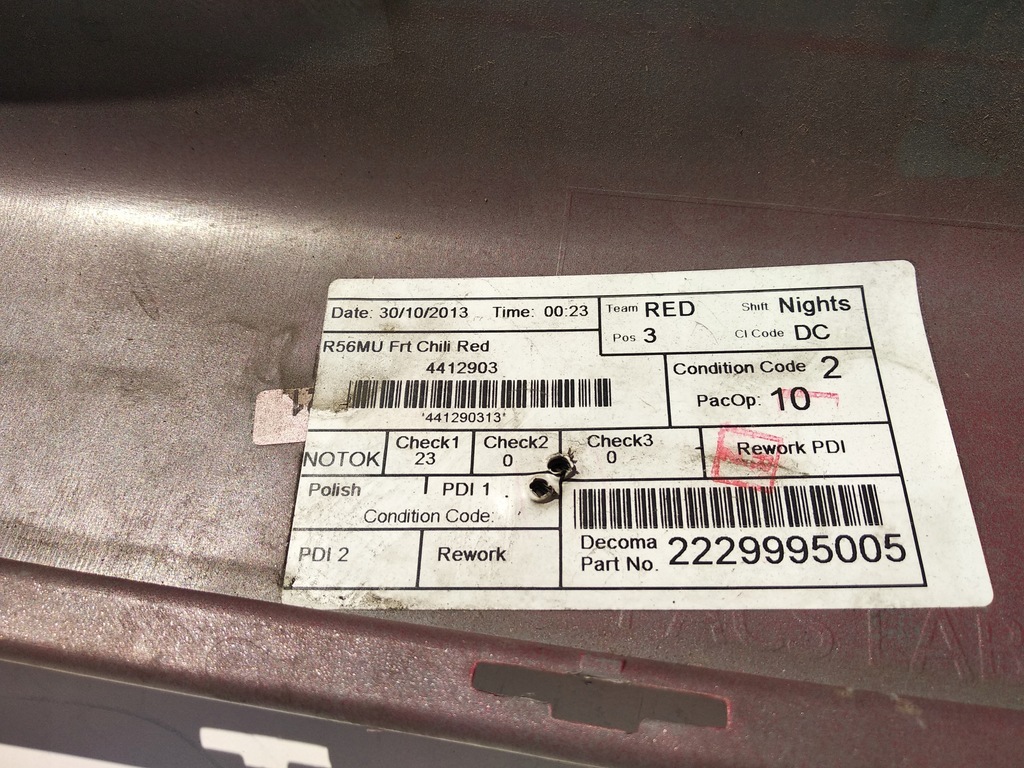 Date: 30/10/2013 Time: 00:23
Team RED Shift Nights
Pos 3 CI Code DC
R56MU Frt Chili Red
4412903
'441290313'
Condition Code 2
PacOp: 10
NOTOK Check1 23 Check2 0 Check3 0 Rework PDI
Polish PDI 1
Condition Code:
PDI 2 Rework
Decoma
Part No. 2229995005